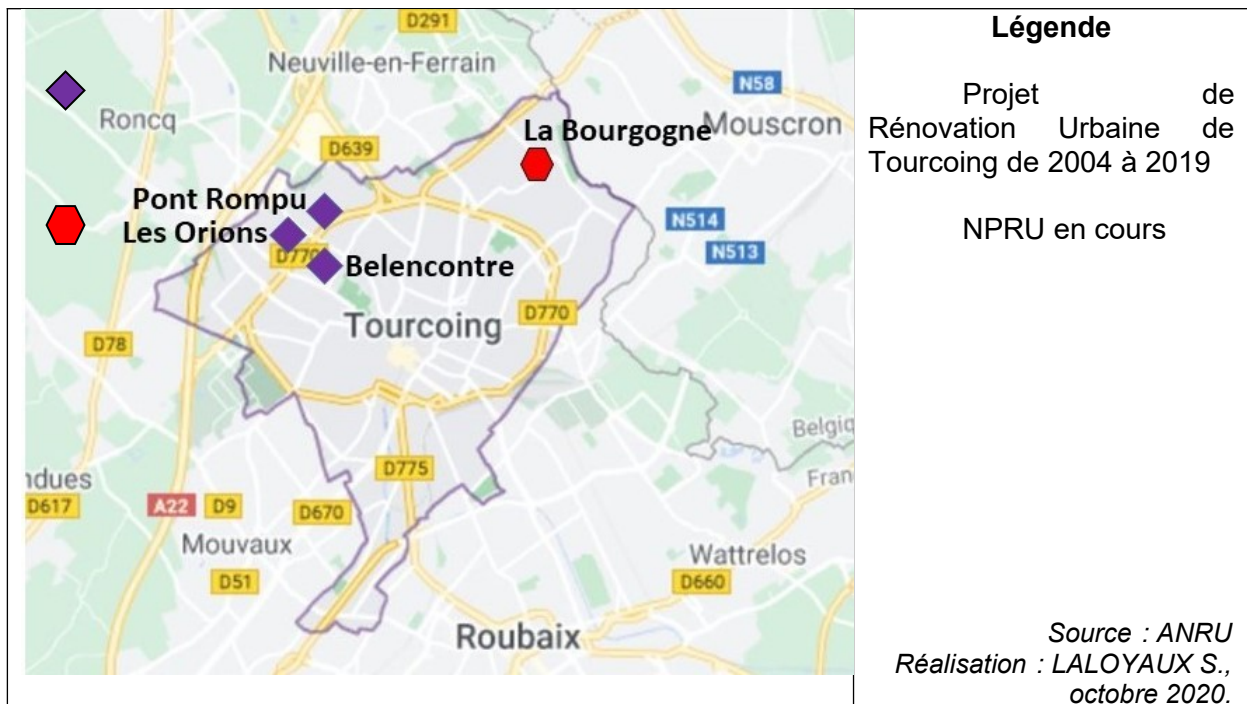 D291
Neuville-en-Ferrain
N58
Roncq
La Bourgogne
Mouscron
D639
Pont Rompu
N514
Les Orions
D770
N513
Belencontre
D770
Tourcoing
D78
Belgiq
D775
ndues
Fran
D617
A22
D9
D670
Mouvaux
Wattrelos
D51
D660
Roubaix
Légende
Projet de
Rénovation Urbaine de
Tourcoing de 2004 à 2019
NPRU en cours
Source : ANRU
Réalisation : LALOYAUX S.,
octobre 2020.